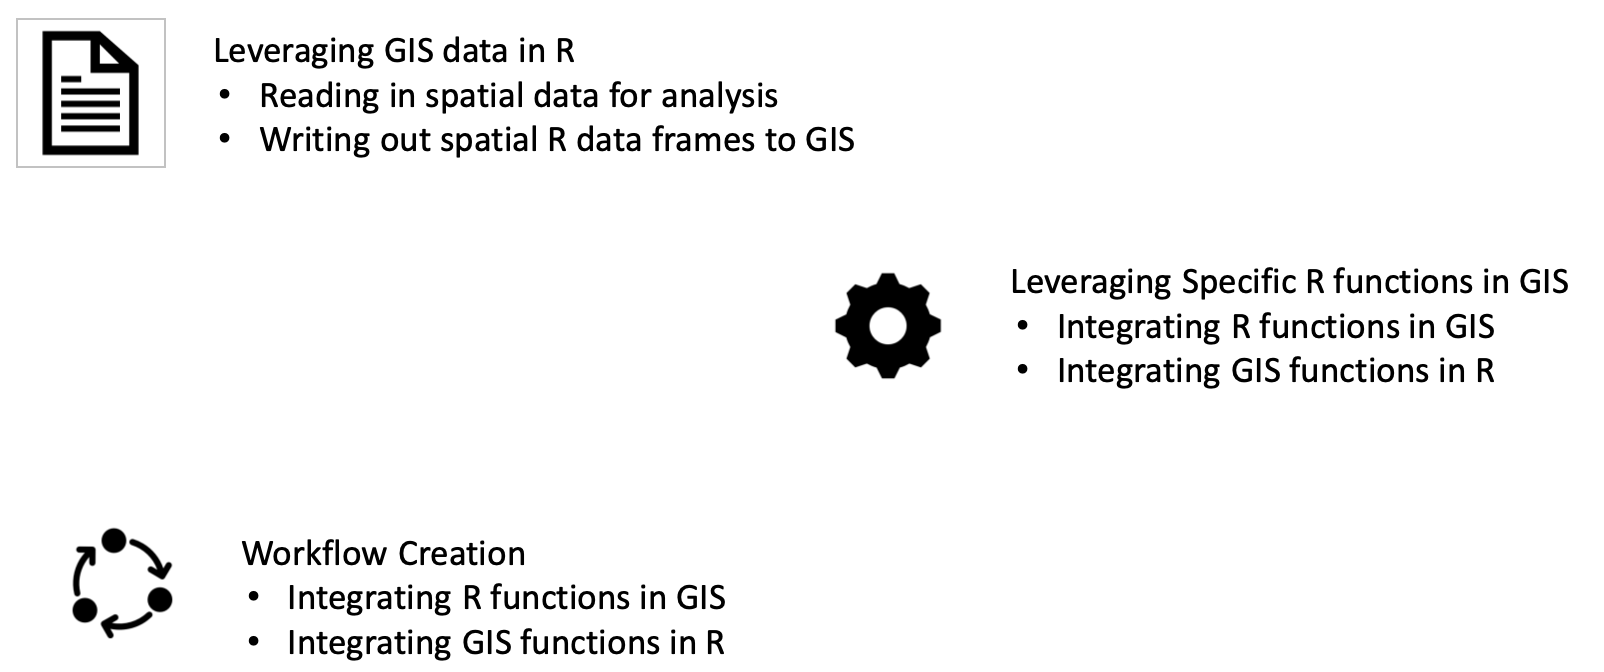 Leveraging GIS data in R
• Reading in spatial data for analysis
• Writing out spatial R data frames to GIS
Leveraging Specific R functions in GIS
• Integrating R functions in GIS
• Integrating GIS functions in R
Workflow Creation
• Integrating R functions in GIS
• Integrating GIS functions in R